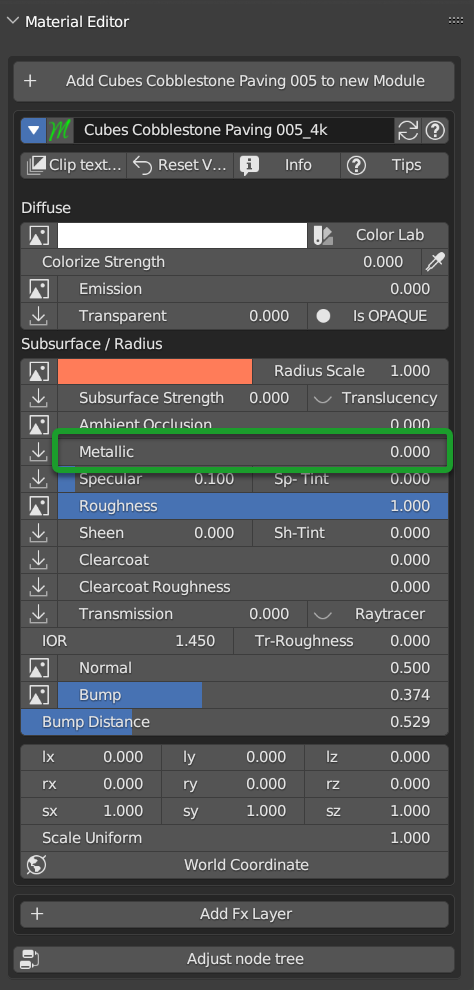 Material Editor
+ Add Cubes Cobblestone Paving 005 to new Module
Cubes Cobblestone Paving 005_4k
Clip text... Reset V... Info Tips
Diffuse
Color Lab
Colorize Strength 0.000
Emission 0.000
Transparent 0.000 Is OPAQUE
Subsurface / Radius
Radius Scale 1.000
Subsurface Strength 0.000 Translucency
Ambient Occlusion 0.000
Metallic 0.000
Specular 0.100 Sp- Tint 0.000
Roughness 1.000
Sheen 0.000 Sh-Tint 0.000
Clearcoat 0.000
Clearcoat Roughness 0.000
Transmission 0.000 Raytracer
IOR 1.450 Tr-Roughness 0.000
Normal 0.500
Bump 0.374
Bump Distance 0.529
lx 0.000 ly 0.000 lz 0.000
rx 0.000 ry 0.000 rz 0.000
sx 1.000 sy 1.000 sz 1.000
Scale Uniform 1.000
World Coordinate
+ Add Fx Layer
Adjust node tree